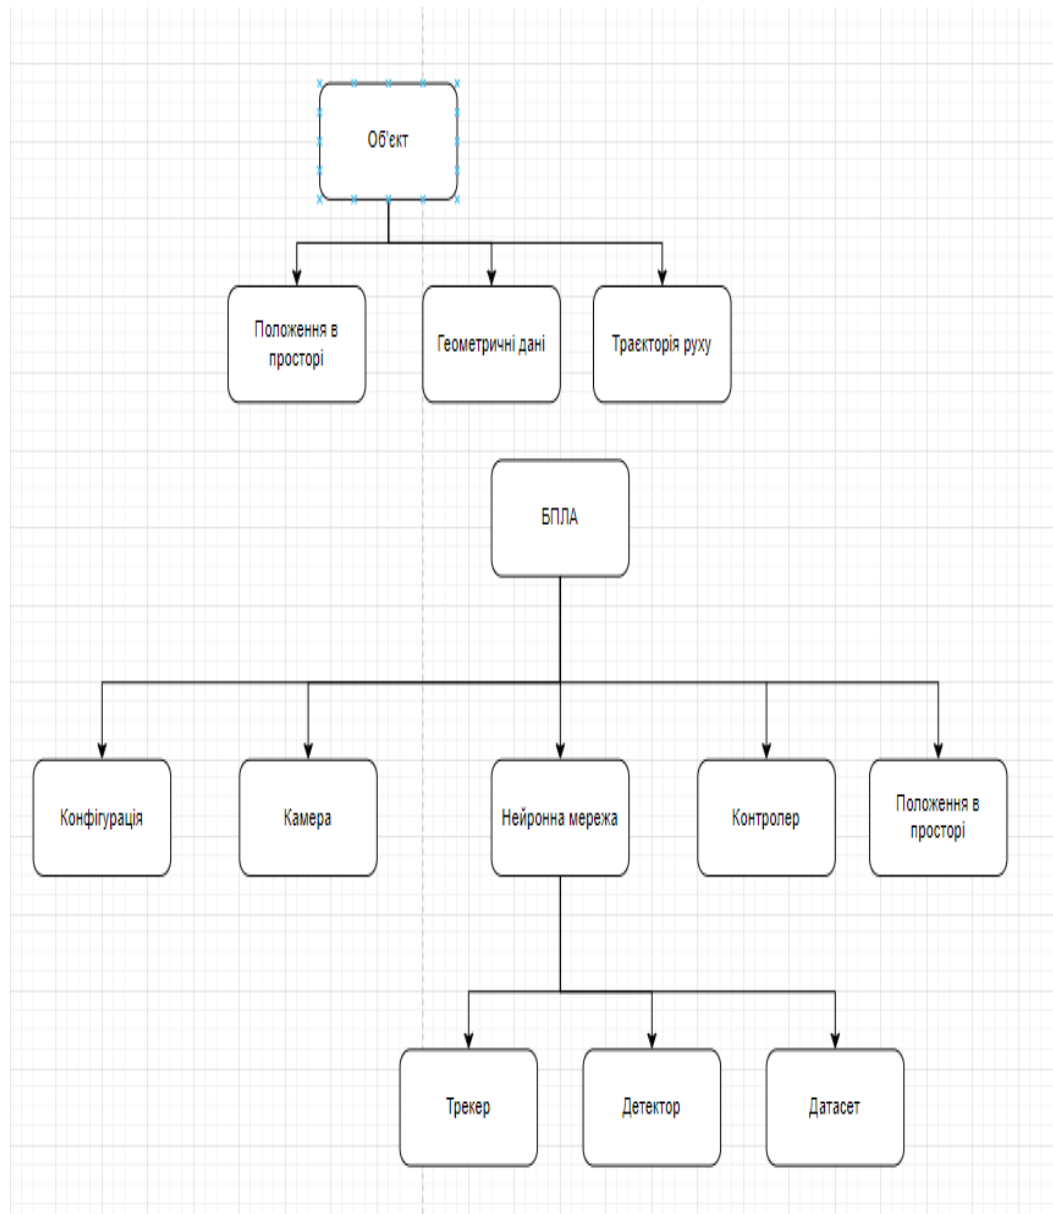 Об'єкт
Положення в
просторі
Геометричні дані
Траєкторія руху
БПЛА
Конфігурація
Камера
Нейронна мережа
Контролер
Положення в
просторі
Трекер
Детектор
Датасет